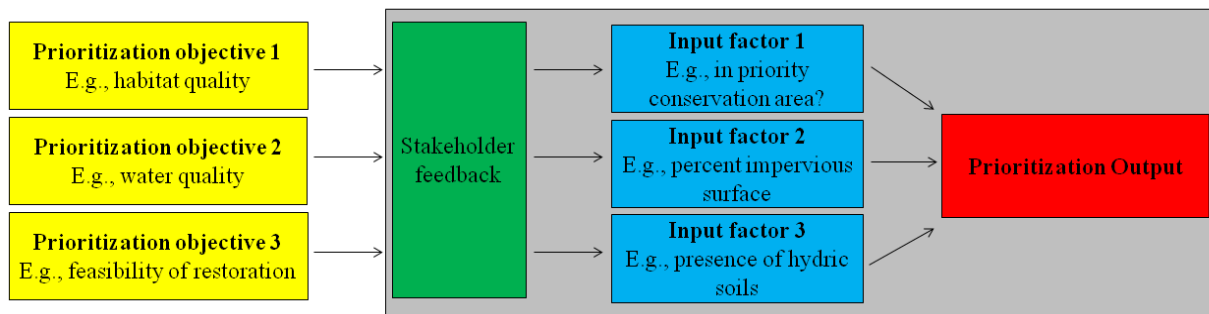 Prioritization objective 1
E.g., habitat quality
Prioritization objective 2
E.g., water quality
Prioritization objective 3
E.g., feasibility of restoration
Stakeholder
feedback
Input factor 1
E.g., in priority
conservation area?
Input factor 2
E.g., percent impervious
surface
Input factor 3
E.g., presence of hydric
soils
Prioritization Output